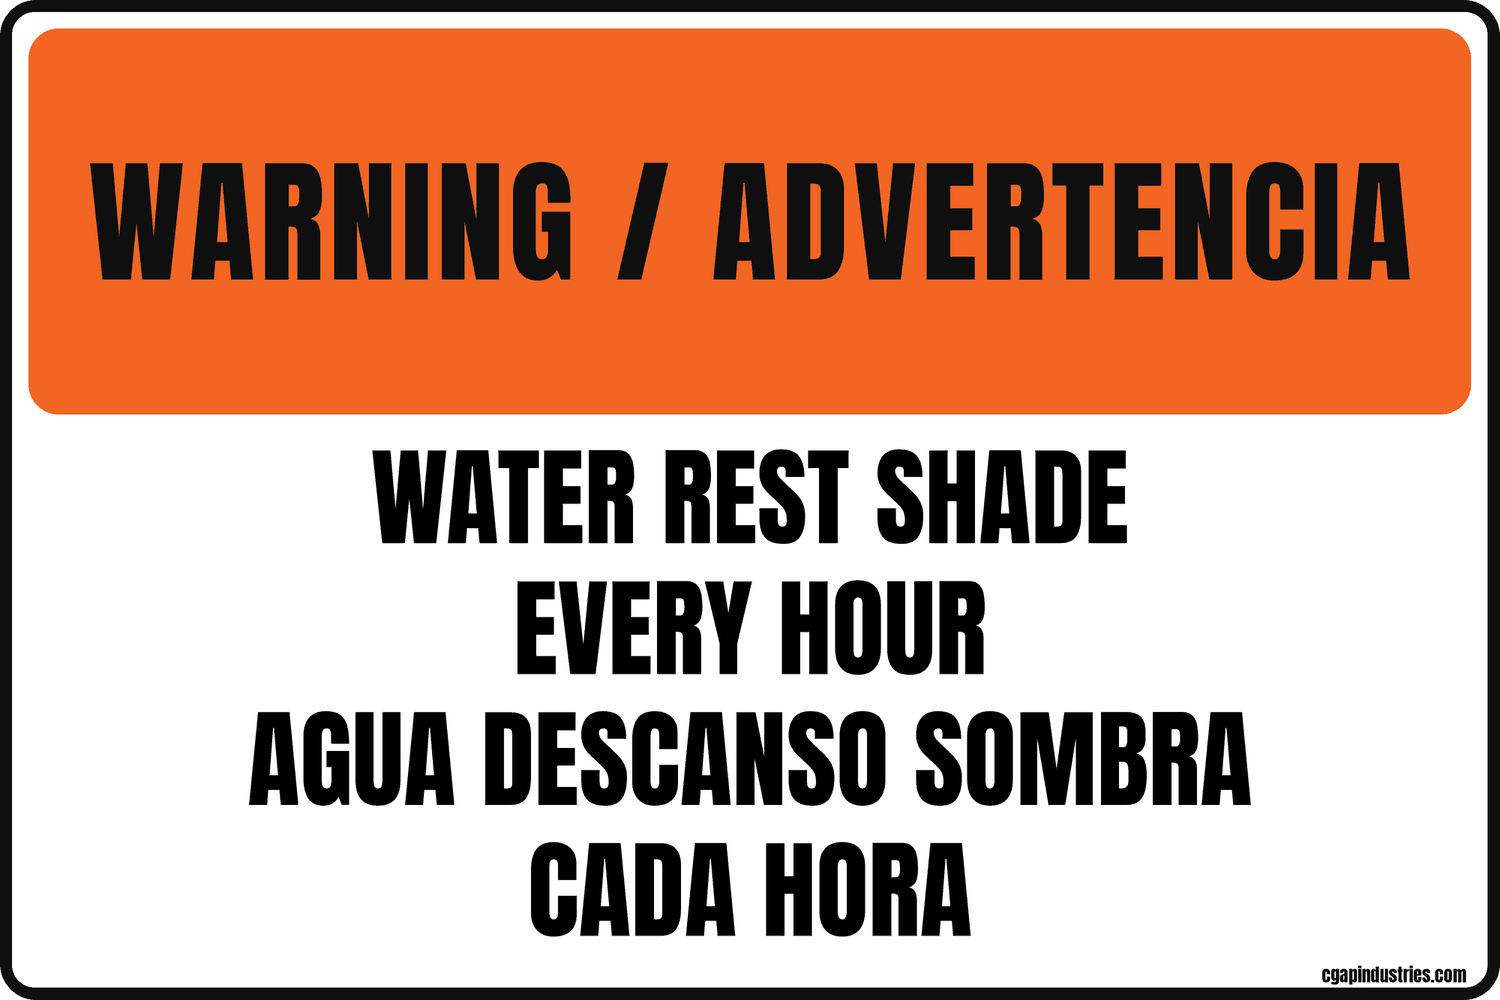 WARNING / ADVERTENCIA
WATER REST SHADE
EVERY HOUR
AGUA DESCANSO SOMBRA
CADA HORA
cgapindustries.com